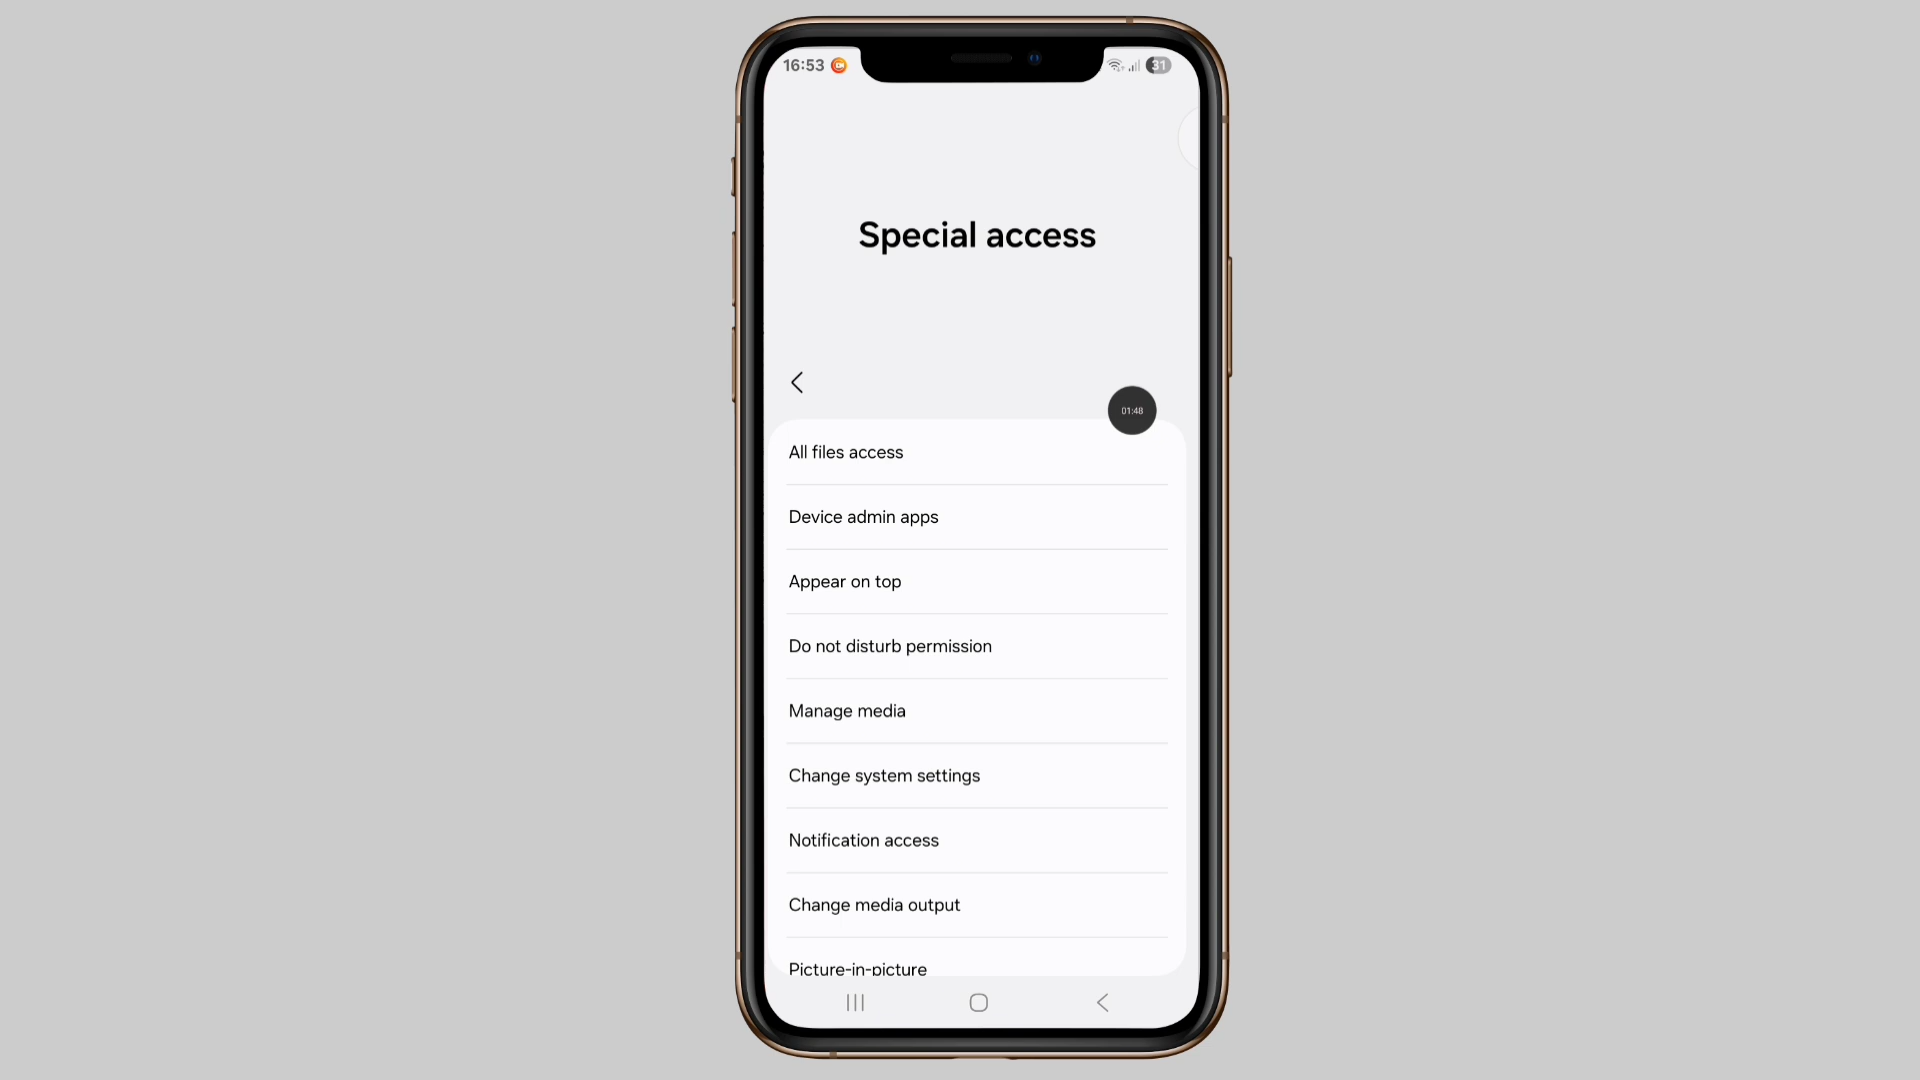 16:53
31
Special access
01:48
All files access
Device admin apps
Appear on top
Do not disturb permission
Manage media
Change system settings
Notification access
Change media output
Picture-in-picture